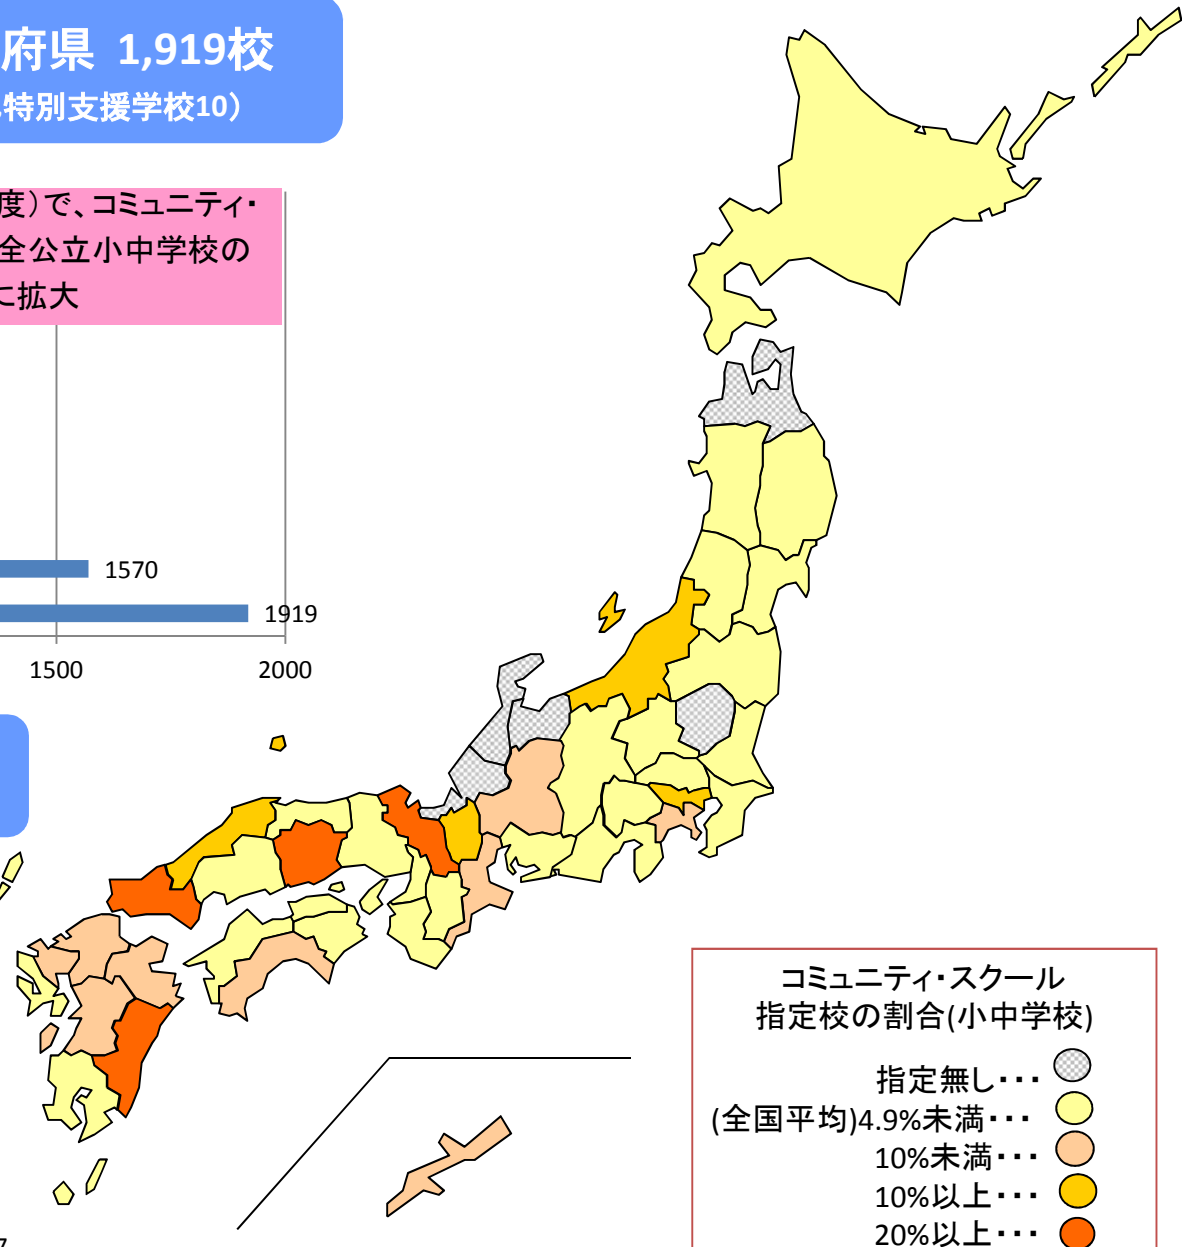 府県 1,919校
特別支援学校10）
度）で、コミュニティ・
全公立小中学校の
に拡大
1570
1919
1500
2000
コミュニティ・スクール
指定校の割合(小中学校)
指定無し・・・
(全国平均)4.9%未満・・・
10%未満・・・
10%以上・・・
20%以上・・・